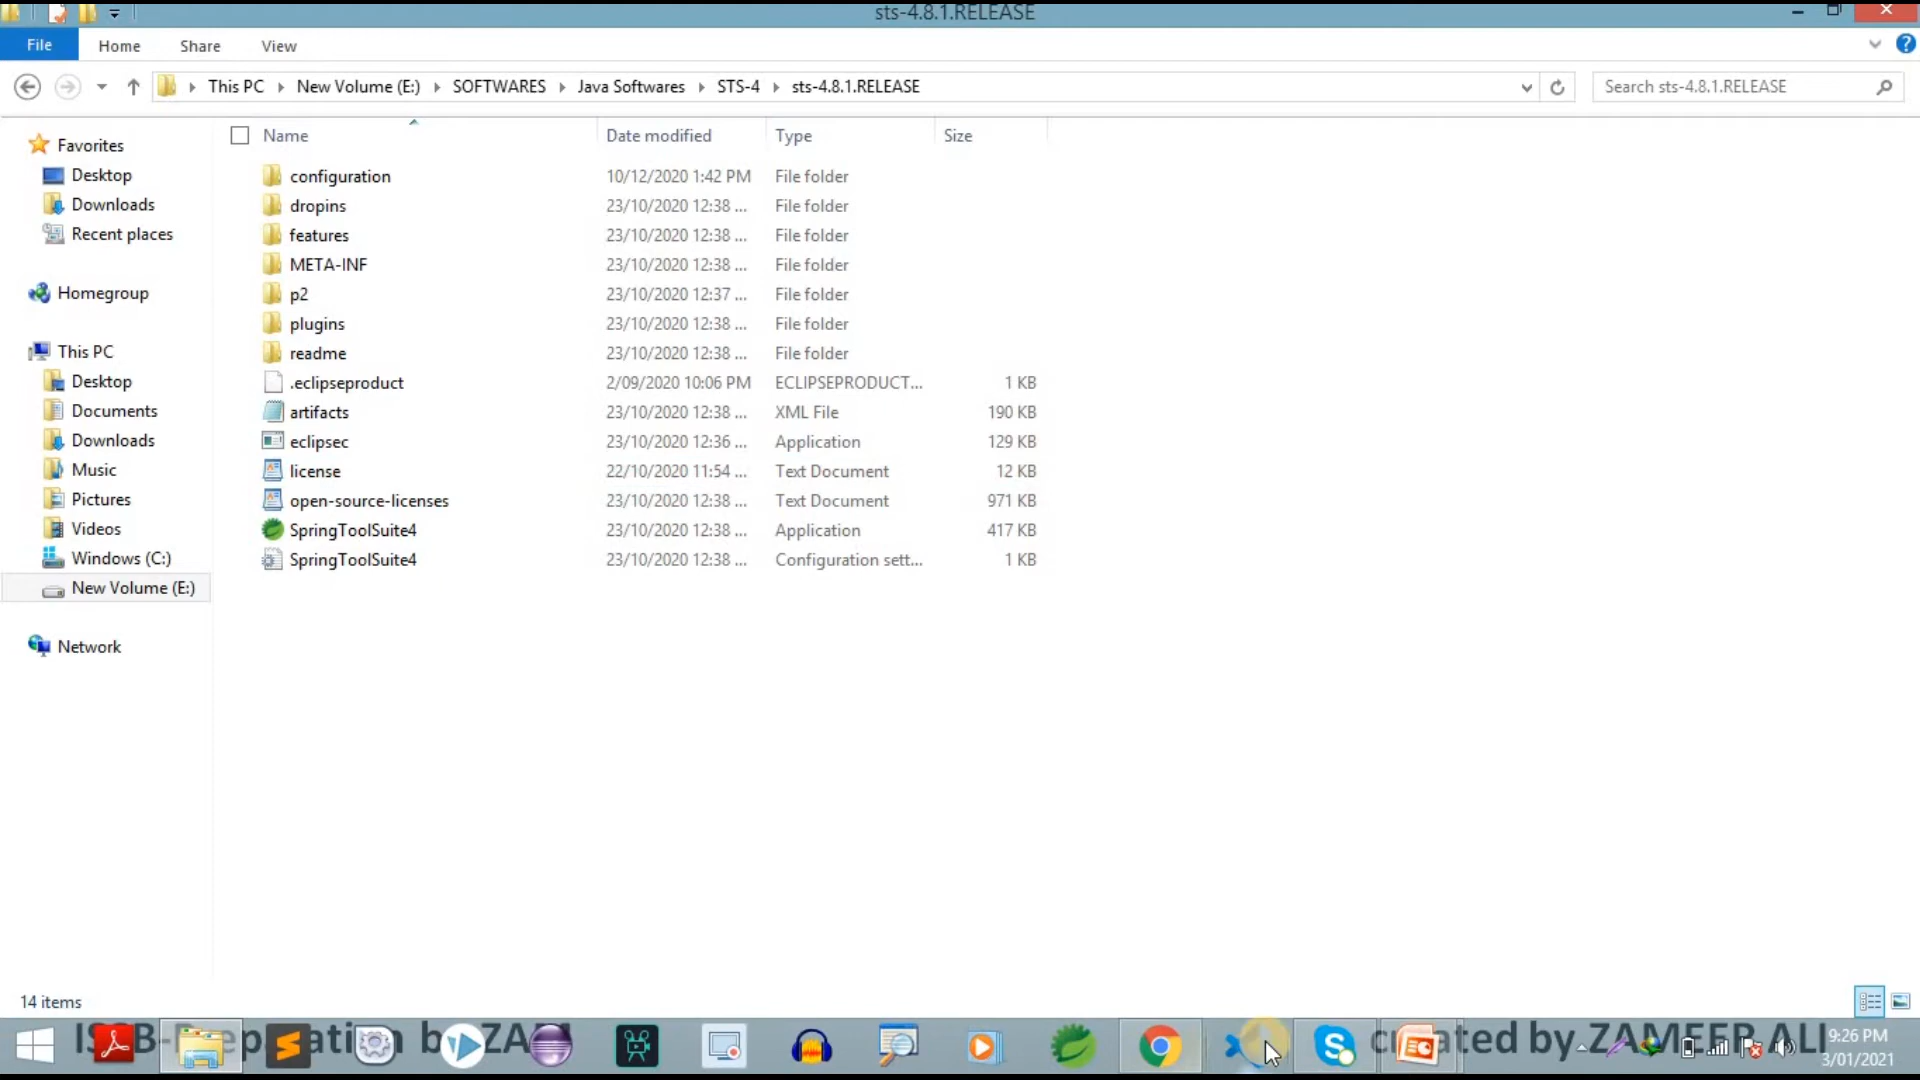 sts-4.8.1.RELEASE
File Home Share View
This PC New Volume (E:) SOFTWARES Java Softwares STS-4 sts-4.8.1.RELEASE Search sts-4.8.1.RELEASE
Name Date modified Type Size
Favorites
Desktop
Downloads
Recent places
Homegroup
This PC
Desktop
Documents
Downloads
Music
Pictures
Videos
Windows (C:)
New Volume (E:)
Network
configuration 10/12/2020 1:42 PM File folder
dropins 23/10/2020 12:38 ... File folder
features 23/10/2020 12:38 ... File folder
META-INF 23/10/2020 12:38 ... File folder
p2 23/10/2020 12:37 ... File folder
plugins 23/10/2020 12:38 ... File folder
readme 23/10/2020 12:38 ... File folder
.eclipseproduct 2/09/2020 10:06 PM ECLIPSEPRODUCT... 1 KB
artifacts 23/10/2020 12:38 ... XML File 190 KB
eclipsec 23/10/2020 12:36 ... Application 129 KB
license 22/10/2020 11:54 ... Text Document 12 KB
open-source-licenses 23/10/2020 12:38 ... Text Document 971 KB
SpringToolSuite4 23/10/2020 12:38 ... Application 417 KB
SpringToolSuite4 23/10/2020 12:38 ... Configuration sett... 1 KB
14 items
by ZAMEER ALI
9:26 PM
3/01/2021